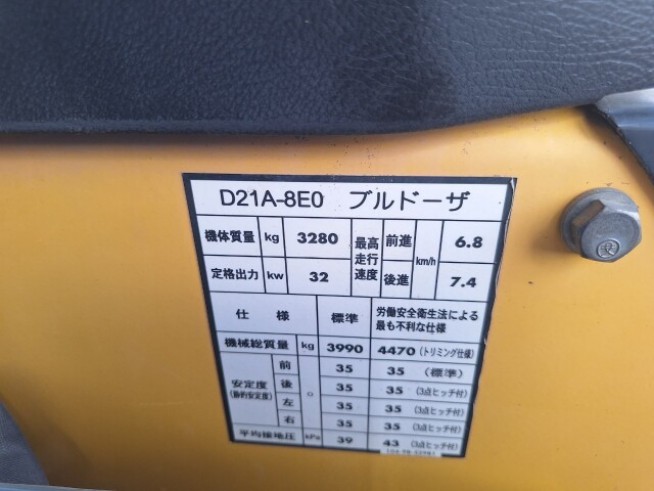 D21A-8E0 ブルドーザ
機体質量 kg 3280 最高走行速度 前進 km/h 6.8
定格出力 kw 32 後進 7.4
仕様 標準 労働安全衛生法による最も不利な仕様
機械総質量 kg 3990 4470 (トリミング仕様)
安定度 (静的安定度) 前 ° 35 35 (標準)
後 35 35 (3点ヒッチ付)
左 35 35 (3点ヒッチ付)
右 35 35 (3点ヒッチ付)
平均接地圧 kPa 39 43 (3点ヒッチ付)